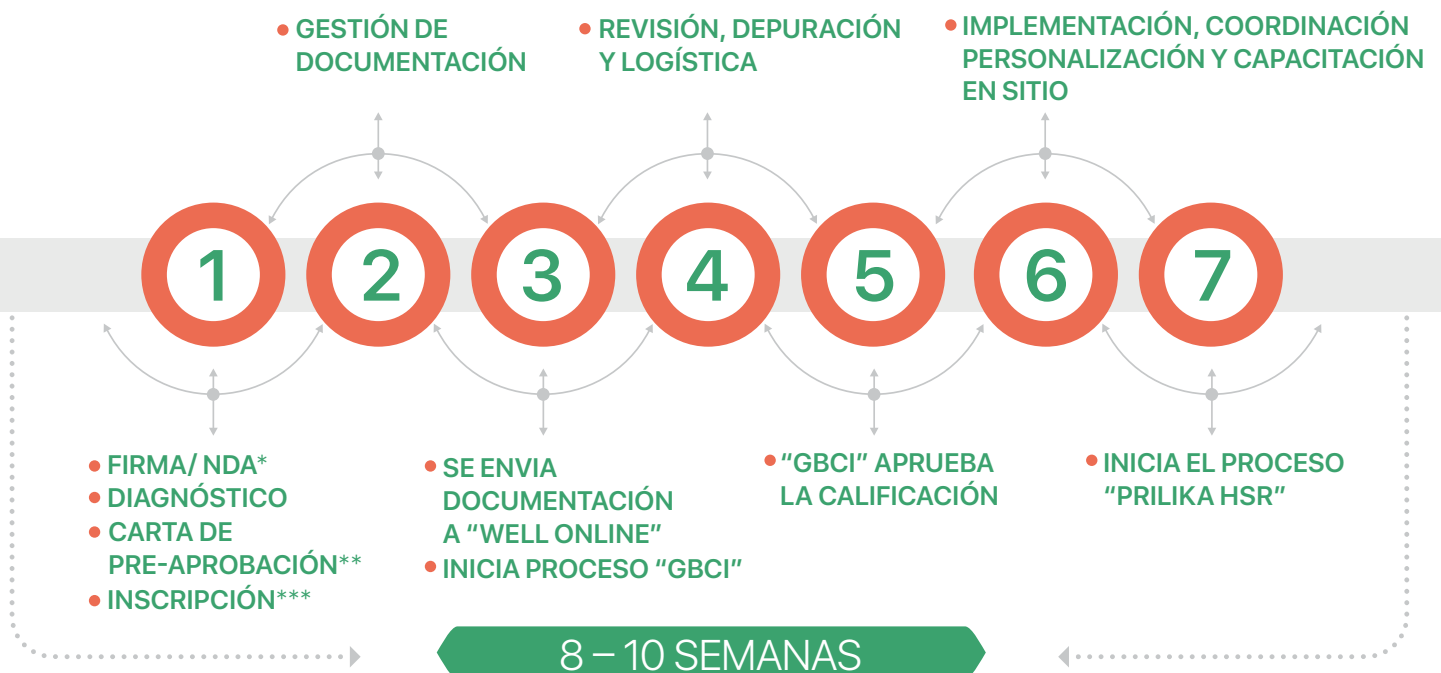 • GESTIÓN DE
DOCUMENTACIÓN
• REVISIÓN, DEPURACIÓN
Y LOGÍSTICA
• IMPLEMENTACIÓN, COORDINACIÓN
PERSONALIZACIÓN Y CAPACITACIÓN
EN SITIO
1
2
3
4
5
6
7
• FIRMA/ NDA*
• DIAGNÓSTICO
• CARTA DE
PRE-APROBACIÓN**
• INSCRIPCIÓN***
• SE ENVIA
DOCUMENTACIÓN
A “WELL ONLINE”
• INICIA PROCESO “GBCI”
• “GBCI” APRUEBA
LA CALIFICACIÓN
• INICIA EL PROCESO
“PRILIKA HSR”
8 – 10 SEMANAS